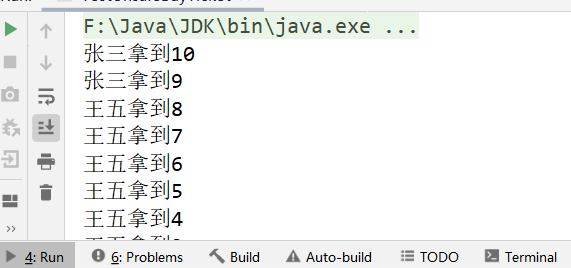 F:\Java\JDK\bin\java.exe ...
张三拿到10
张三拿到9
王五拿到8
王五拿到7
王五拿到6
王五拿到5
王五拿到4
4: Run
6: Problems
Build
Auto-build
TODO
Terminal